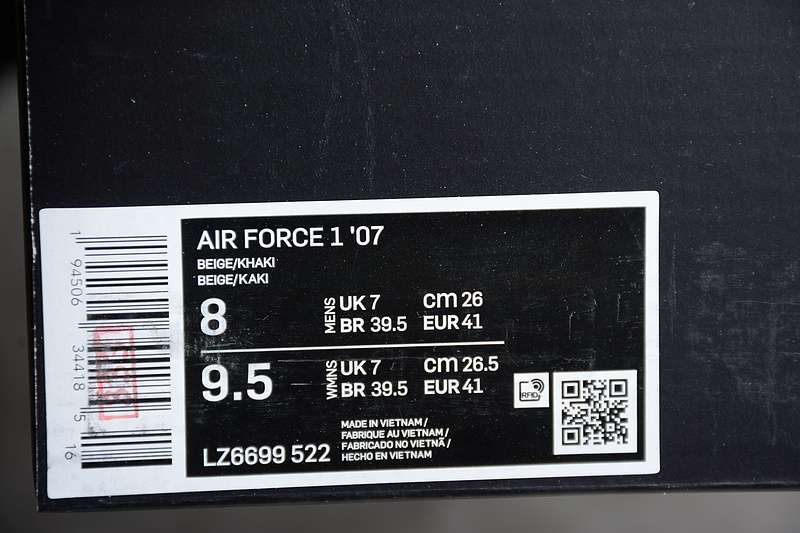 AIR FORCE 1 '07
BEIGE/KHAKI
BEIGE/KAKI
8
MENS
UK 7
cm 26
BR 39.5
EUR 41
9.5
WMNS
UK 7
cm 26.5
BR 39.5
EUR 41
RFID
LZ6699 522
MADE IN VIETNAM /
FABRIQUE AU VIETNAM /
FABRICADO NO VIETNÃ /
HECHO EN VIETNAM
1 94506 34418 5 16